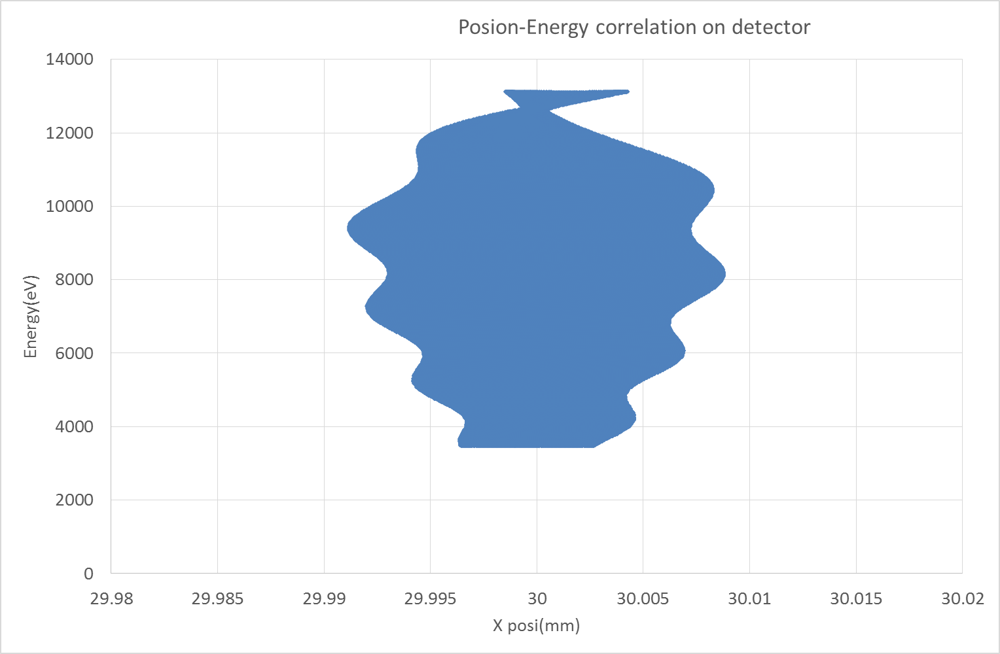 Posion-Energy correlation on detector
14000
12000
10000
8000
6000
4000
2000
0
Energy(eV)
29.98 29.985 29.99 29.995 30 30.005 30.01 30.015 30.02
X posi(mm)